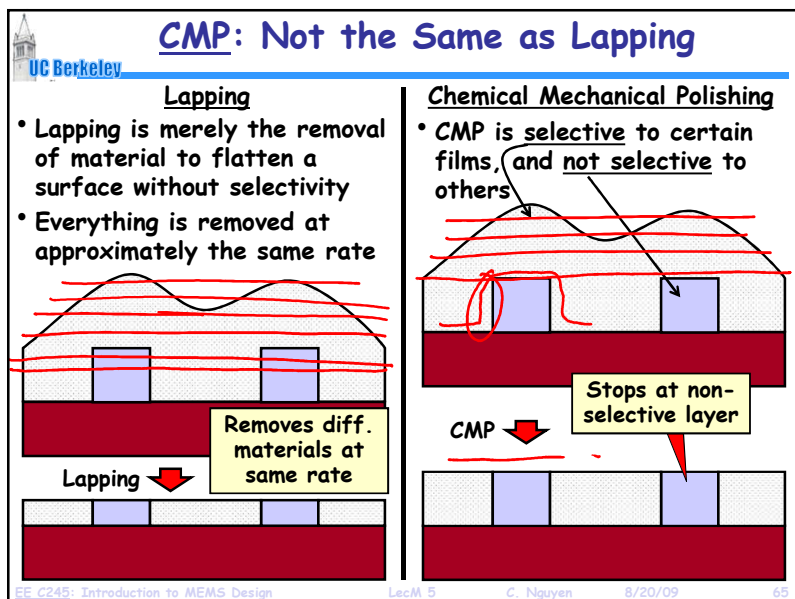 CMP: Not the Same as Lapping
UC Berkeley
Lapping
• Lapping is merely the removal
of material to flatten a
surface without selectivity
• Everything is removed at
approximately the same rate
Removes diff.
materials at
same rate
Lapping
Chemical Mechanical Polishing
• CMP is selective to certain
films, and not selective to
others
Stops at non-
selective layer
CMP
EE C245: Introduction to MEMS Design LecM 5 C. Nguyen 8/20/09 65